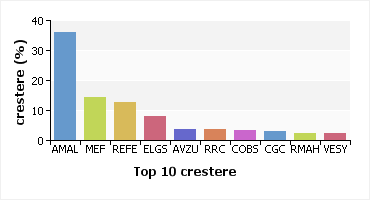 crestere (%)
40
30
20
10
0
AMAL MEF REFE ELGS AVZU RRC COBS CGC RMAH VESY
Top 10 crestere